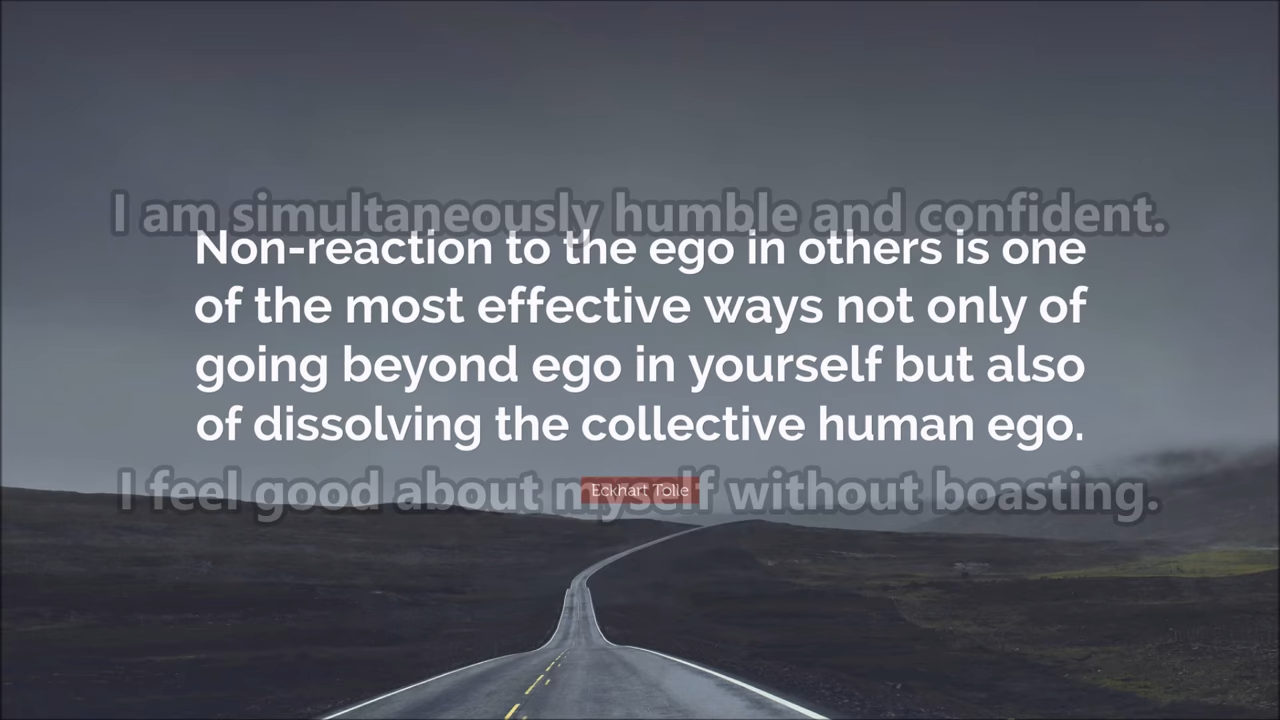 I am simultaneously humble and confident.
Non-reaction to the ego in others is one
of the most effective ways not only of
going beyond ego in yourself but also
of dissolving the collective human ego.
I feel good about myself without boasting.
Eckhart Tolle